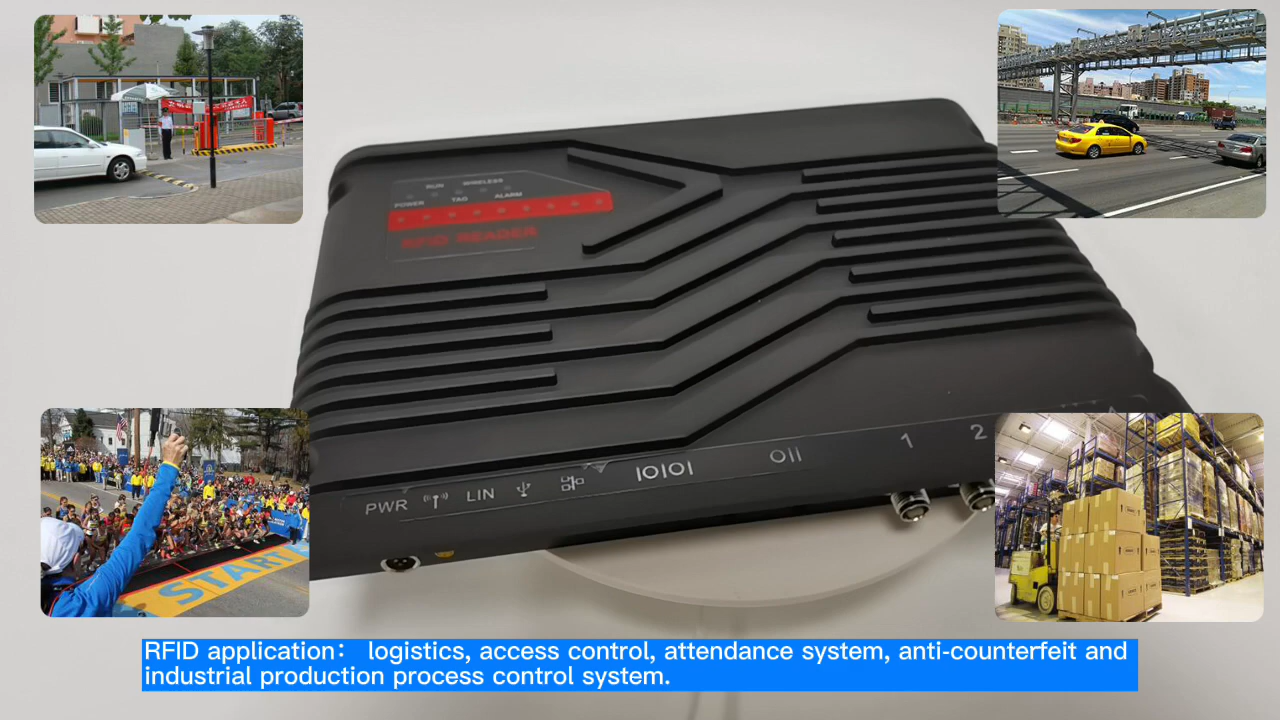 RUN WIRELESS
POWER TAG ALARM
RFID READER
PWR LIN IOIOI OII 1 2
START
RFID application： logistics, access control, attendance system, anti-counterfeit and
industrial production process control system.